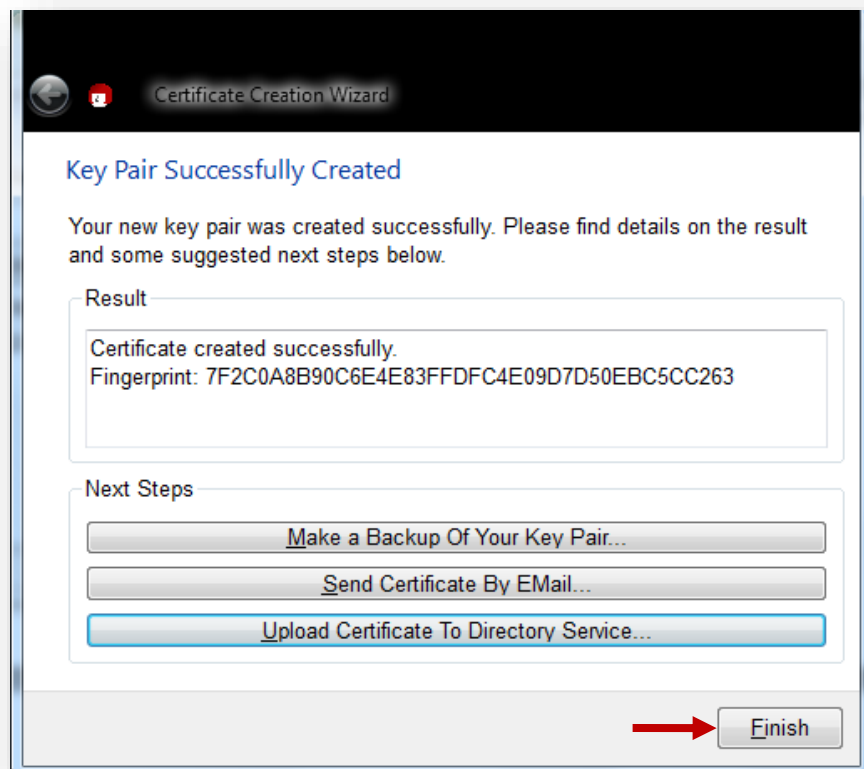 Certificate Creation Wizard
Key Pair Successfully Created
Your new key pair was created successfully. Please find details on the result
and some suggested next steps below.
Result
Certificate created successfully.
Fingerprint: 7F2C0A8B90C6E4E83FFDFC4E09D7D50EBC5CC263
Next Steps
Make a Backup Of Your Key Pair...
Send Certificate By EMail...
Upload Certificate To Directory Service...
Finish